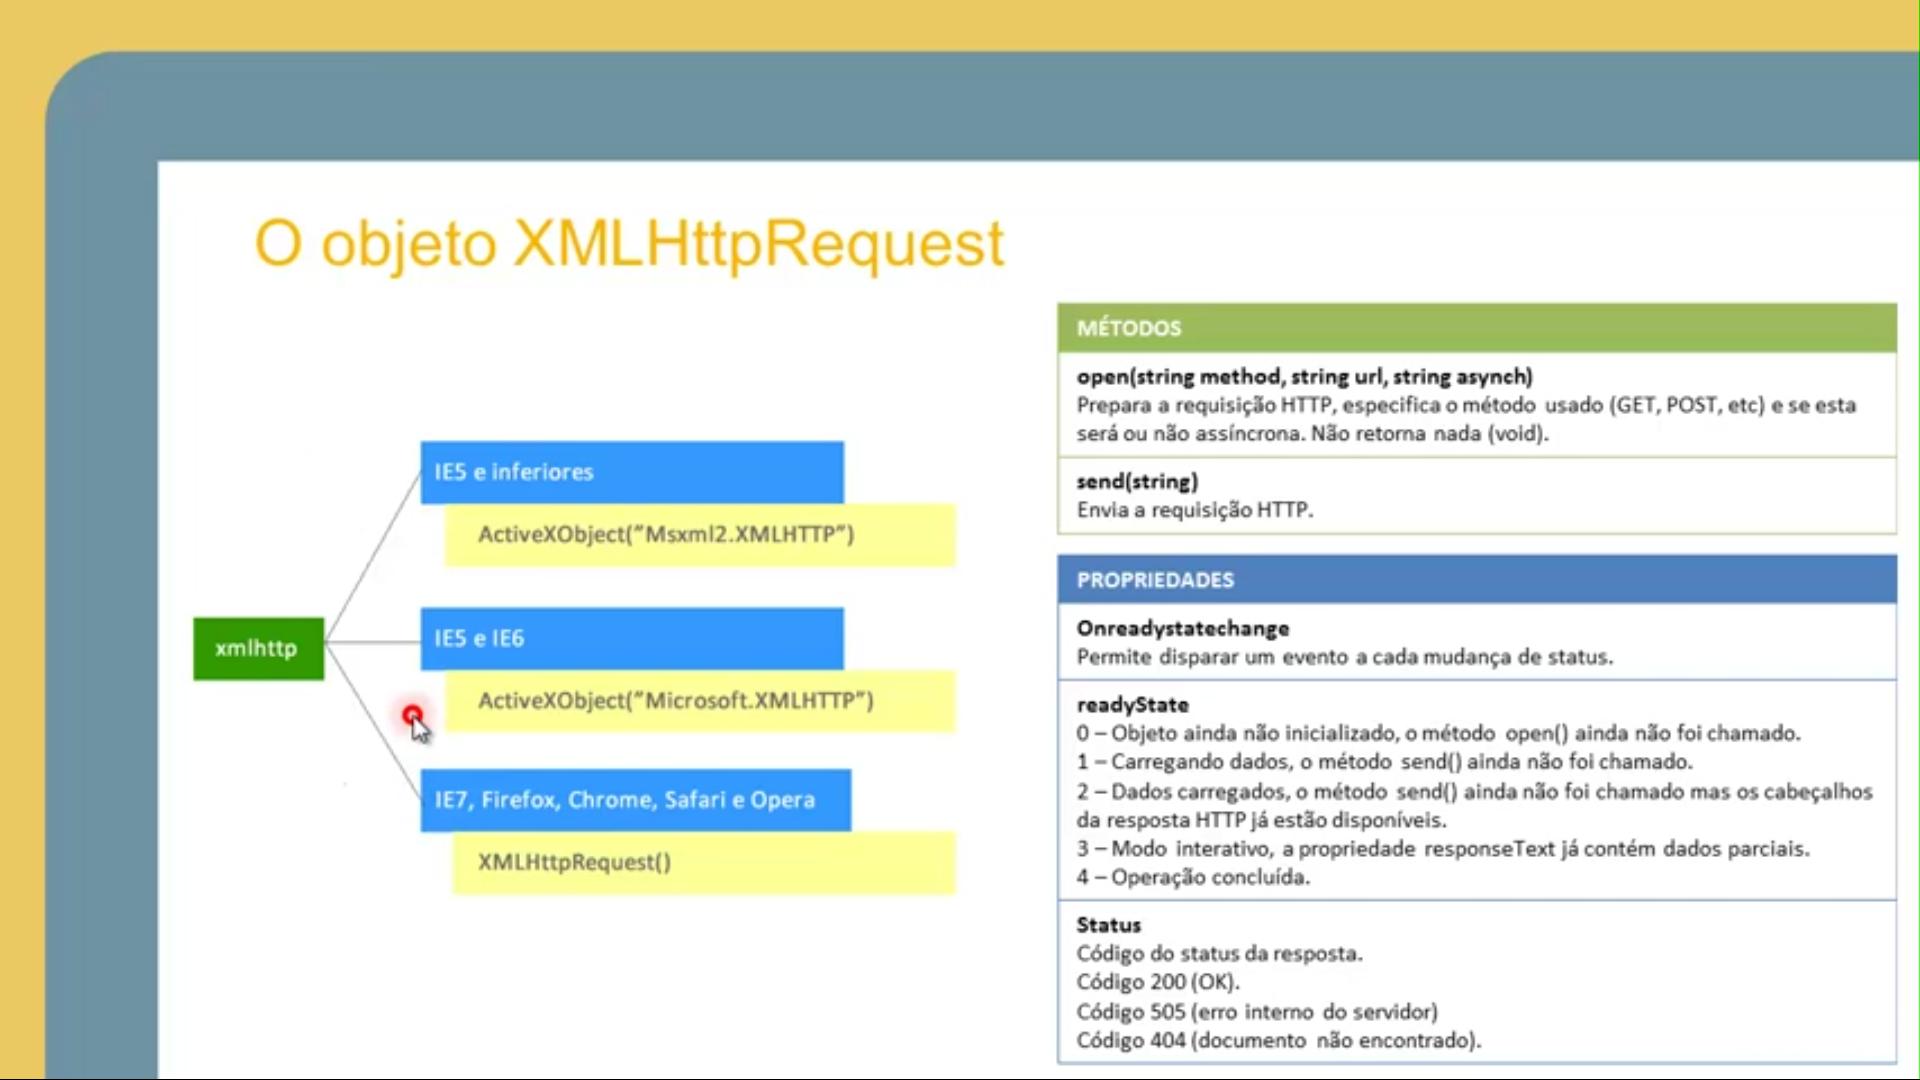 O objeto XMLHttpRequest
xmlhttp
IE5 e inferiores
ActiveXObject(”Msxml2.XMLHTTP”)
IE5 e IE6
ActiveXObject(”Microsoft.XMLHTTP”)
IE7, Firefox, Chrome, Safari e Opera
XMLHttpRequest()
MÉTODOS
open(string method, string url, string asynch)
Prepara a requisição HTTP, especifica o método usado (GET, POST, etc) e se esta
será ou não assíncrona. Não retorna nada (void).
send(string)
Envia a requisição HTTP.
PROPRIEDADES
Onreadystatechange
Permite disparar um evento a cada mudança de status.
readyState
0 – Objeto ainda não inicializado, o método open() ainda não foi chamado.
1 – Carregando dados, o método send() ainda não foi chamado.
2 – Dados carregados, o método send() ainda não foi chamado mas os cabeçalhos
da resposta HTTP já estão disponíveis.
3 – Modo interativo, a propriedade responseText já contém dados parciais.
4 – Operação concluída.
Status
Código do status da resposta.
Código 200 (OK).
Código 505 (erro interno do servidor)
Código 404 (documento não encontrado).